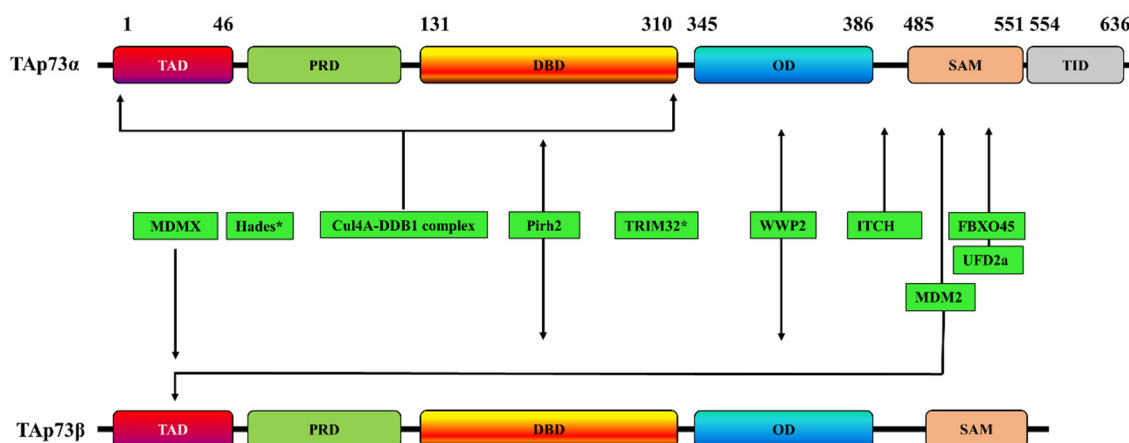 1 46 131 310 345 386 485 551 554 636
TAp73α TAD PRD DBD OD SAM TID
MDMX Hades* Cul4A-DDB1 complex Pirh2 TRIM32* WWP2 ITCH FBXO45
UFD2a
MDM2
TAp73β TAD PRD DBD OD SAM